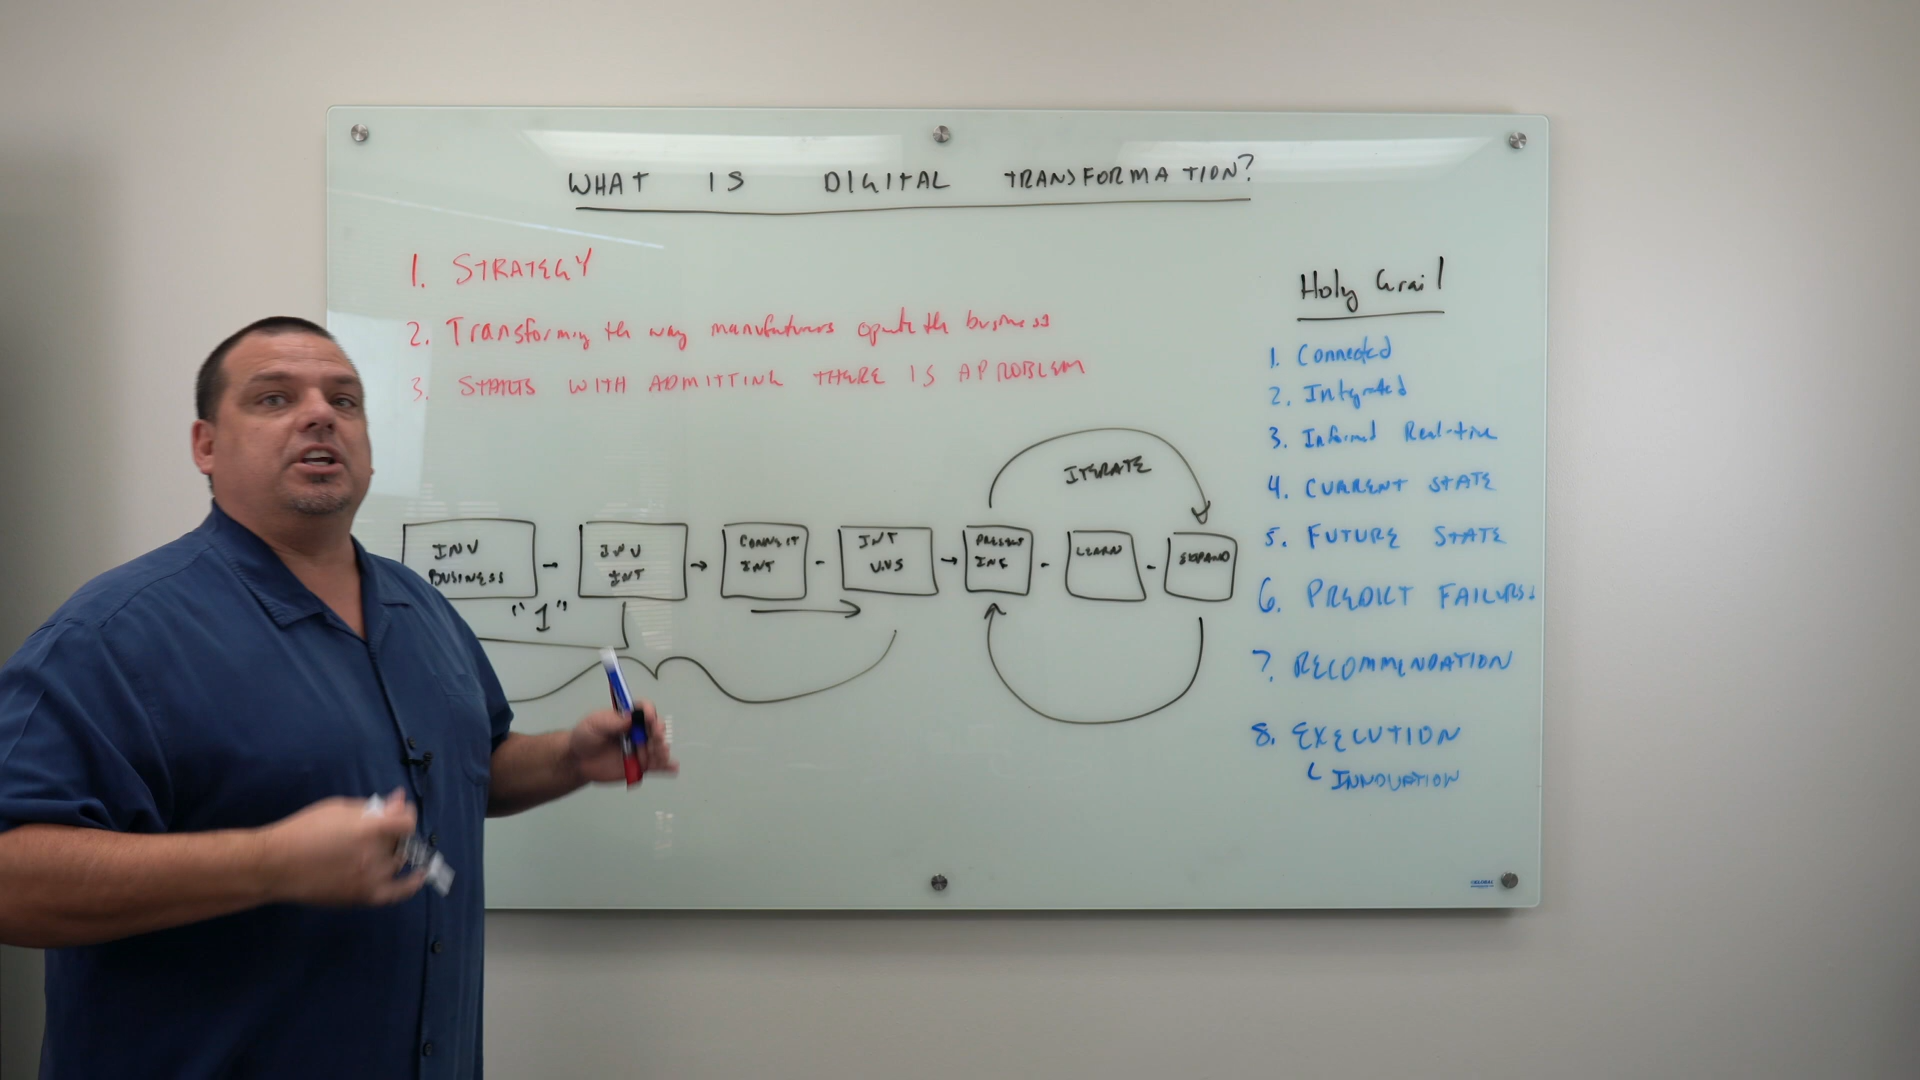 WHAT IS DIGITAL TRANSFORMATION?
1. STRATEGY
2. Transforming the way manufacturers operate the business
3. STARTS WITH ADMITTING THERE IS A PROBLEM
INV
BUSINESS
"1"
INV
INT
CONNECT
INT
INT
PRESENT
INF
LEARN
EXPAND
ITERATE
Holy Grail
1. Connected
2. Integrated
3. Informed Real-time
4. CURRENT STATE
5. FUTURE STATE
6. PREDICT FAILURES
7. RECOMMENDATION
8. EXECUTION
INNOVATION